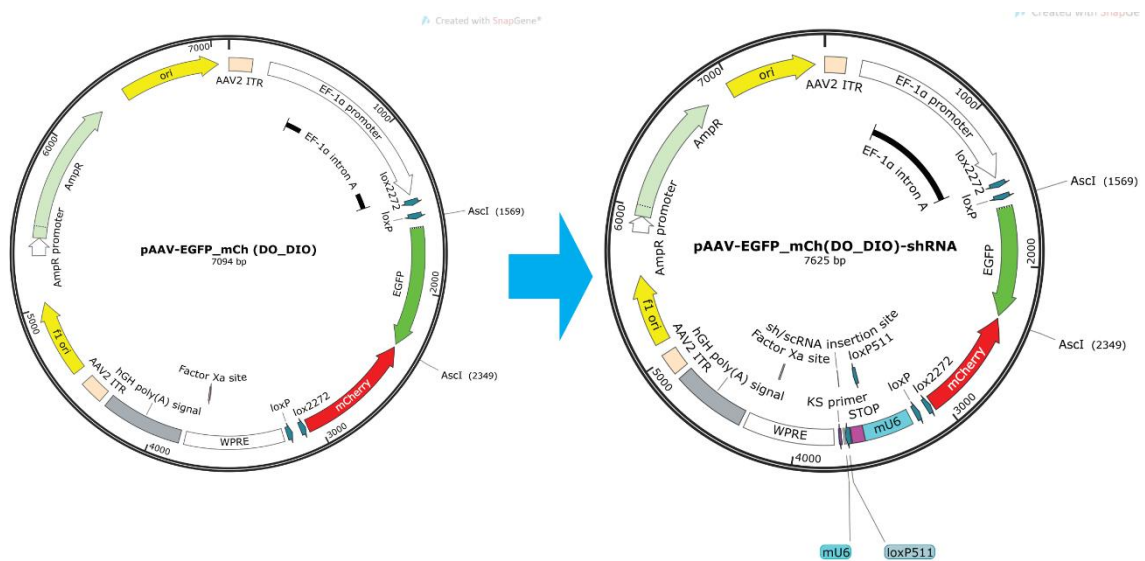 Created with SnapGene®
7000
ori
AAV2 ITR
EF-1α promoter
1000
EF-1α intron A
lox2272
loxP
AscI (1569)
6000
AmpR
AmpR promoter
pAAV-EGFP_mCh (DO_DIO)
7094 bp
EGFP
2000
AscI (2349)
5000
f1 ori
AAV2 ITR
hGH poly(A) signal
Factor Xa site
loxP
lox2272
mCherry
3000
WPRE
4000
Created with SnapGene
7000
ori
AAV2 ITR
EF-1α promoter
1000
EF-1α intron A
lox2272
loxP
AscI (1569)
6000
AmpR
AmpR promoter
pAAV-EGFP_mCh(DO_DIO)-shRNA
7625 bp
EGFP
2000
AscI (2349)
f1 ori
5000
AAV2 ITR
hGH poly(A) signal
Factor Xa site
sh/scRNA insertion site
loxP511
KS primer
STOP
loxP
lox2272
mCherry
3000
mU6
WPRE
4000
mU6
loxP511